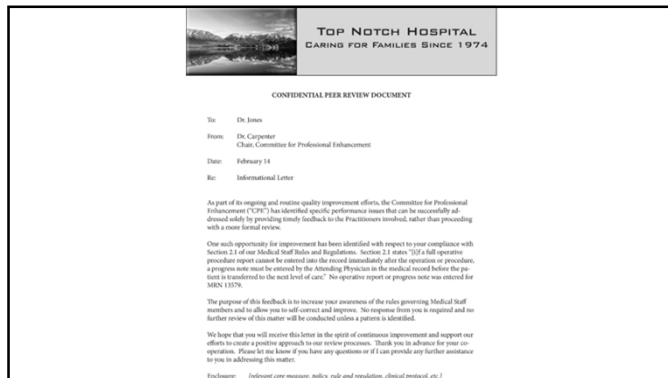 TOP NOTCH HOSPITAL
CARING FOR FAMILIES SINCE 1974
CONFIDENTIAL PEER REVIEW DOCUMENT
To: Dr. Jones
From: Dr. Carpenter
Chair, Committee for Professional Enhancement
Date: February 14
Re: Informational Letter
As part of its ongoing and routine quality improvement efforts, the Committee for Professional
Enhancement ("CPE") has identified specific performance issues that can be successfully ad-
dressed solely by providing timely feedback to the Practitioners involved, rather than proceeding
with a more formal review.
One such opportunity for improvement has been identified with respect to your compliance with
Section 2.1 of our Medical Staff Rules and Regulations. Section 2.1 states "[i]f a full operative
procedure report cannot be entered into the record immediately after the operation or procedure,
a progress note must be entered by the Attending Physician in the medical record before the pa-
tient is transferred to the next level of care." No operative report or progress note was entered for
MRN 13579.
The purpose of this feedback is to increase your awareness of the rules governing Medical Staff
members and to allow you to self-correct and improve. No response from you is required and no
further review of this matter will be conducted unless a pattern is identified.
We hope that you will receive this letter in the spirit of continuous improvement and support our
efforts to create a positive approach to our review processes. Thank you in advance for your co-
operation. Please let me know if you have any questions or if I can provide any further assistance
to you in addressing this matter.
Enclosure: [relevant care measure, policy, rule and regulation, clinical protocol, etc.]